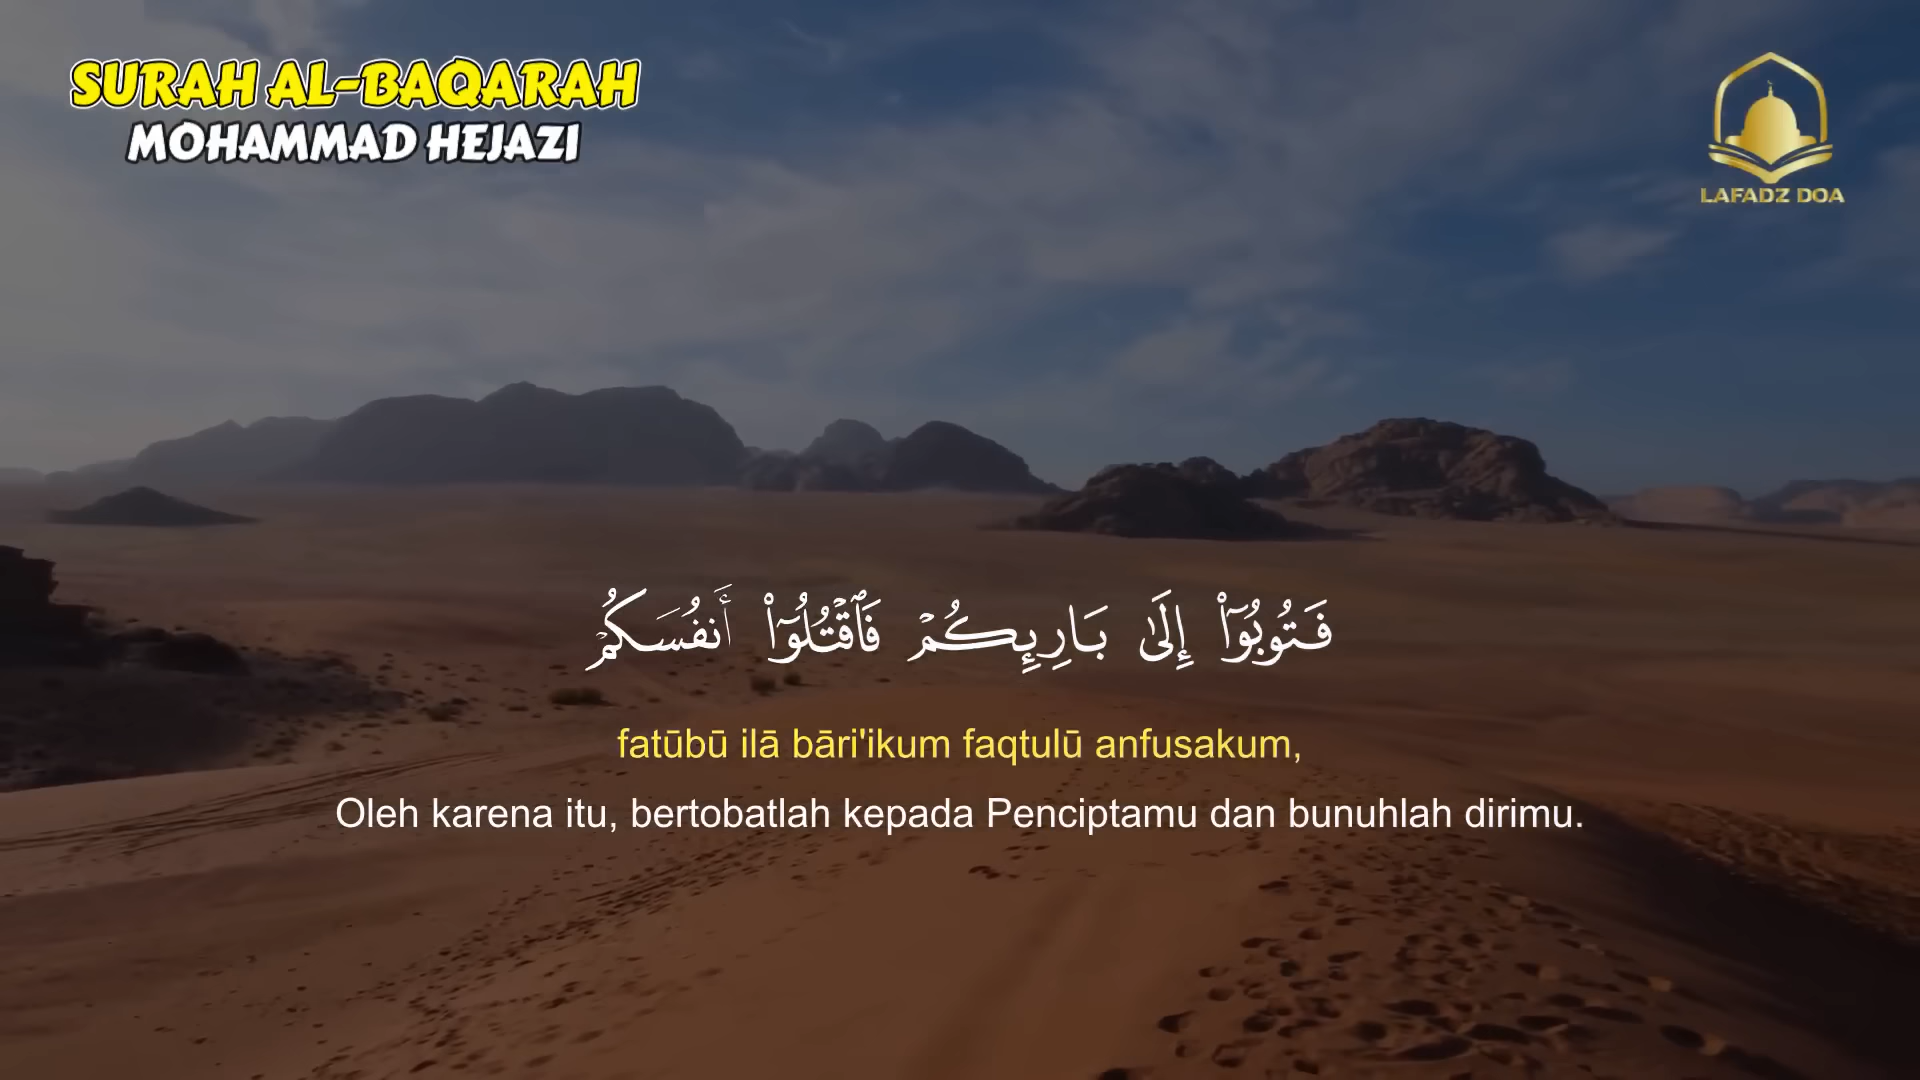 SURAH AL-BAQARAH
MOHAMMAD HEJAZI
LAFADZ DOA
فَتُوبُوٓا۟ إِلَىٰ بَارِئِكُمْ فَٱقْتُلُوٓا۟ أَنفُسَكُمْ
fatūbū ilā bāri'ikum faqtulū anfusakum,
Oleh karena itu, bertobatlah kepada Penciptamu dan bunuhlah dirimu.